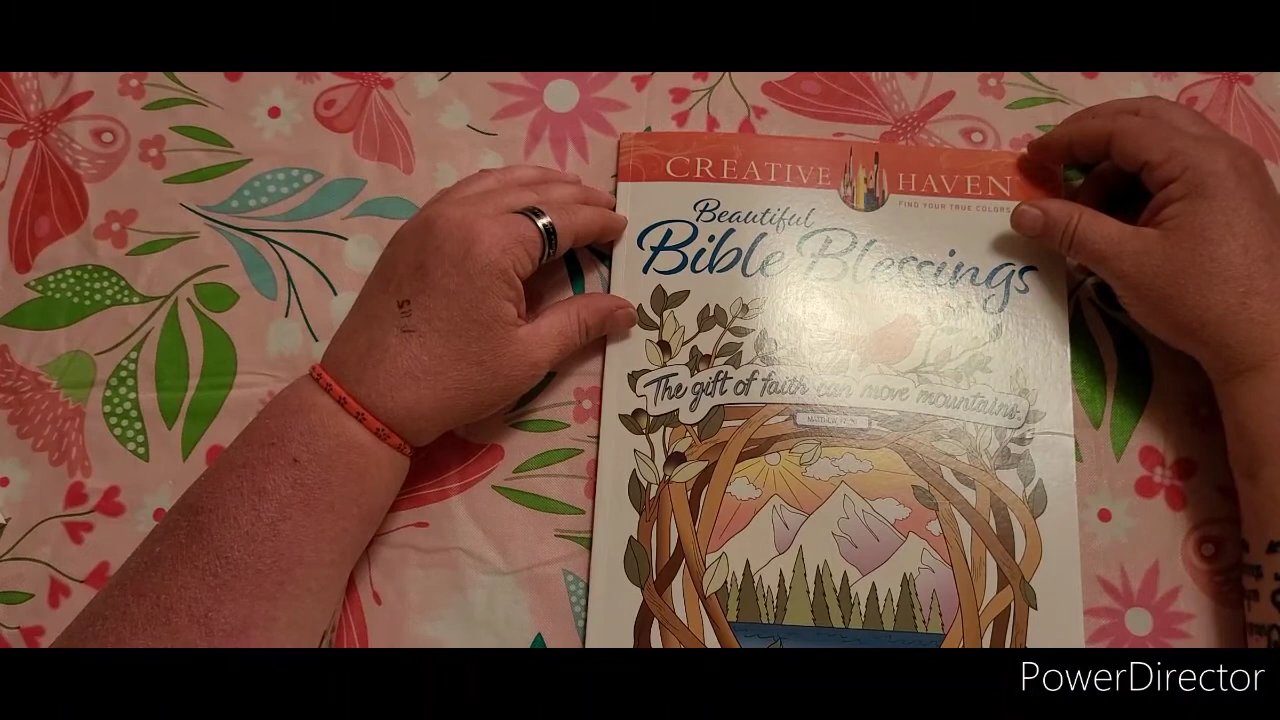 CREATIVE HAVEN
FIND YOUR TRUE COLORS
Beautiful
Bible Blessings
The gift of faith can move mountains.
PowerDirector